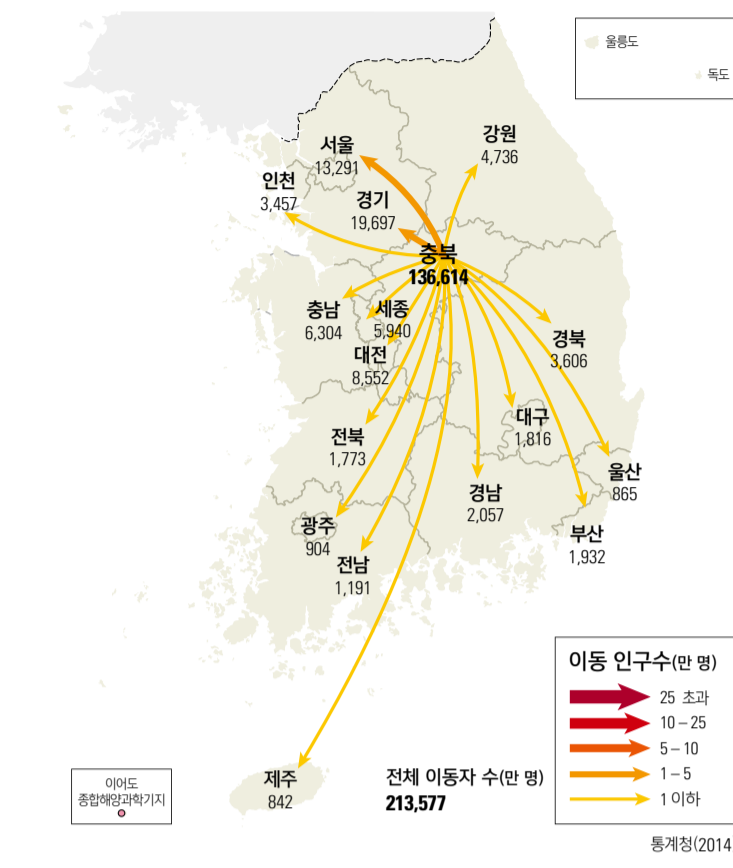 울릉도
독도
강원
4,736
서울
13,291
인천
3,457
경기
19,697
충북
136,614
충남
6,304
세종
5,940
대전
8,552
경북
3,606
대구
1,816
전북
1,773
울산
865
경남
2,057
부산
1,932
광주
904
전남
1,191
제주
842
이동 인구수(만 명)
25 초과
10 – 25
5 – 10
1 – 5
1 이하
이어도
종합해양과학기지
전체 이동자 수(만 명)
213,577
통계청(2014